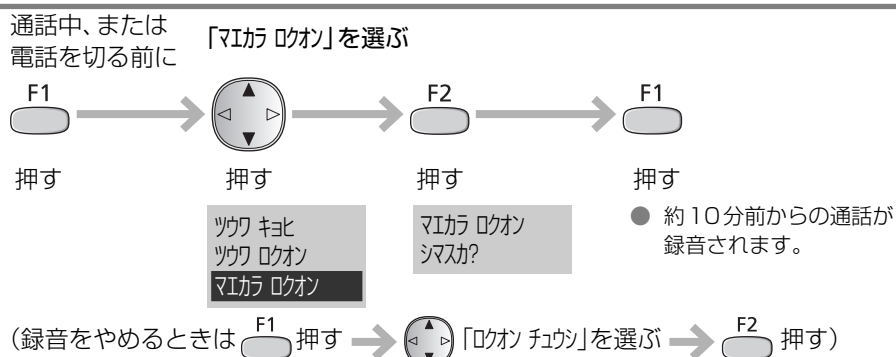 通話中、または
電話を切る前に
「マエカラ ロクオン」を選ぶ
F1
F2
F1
押す
押す
押す
押す
ツウワ キョヒ
ツウワ ロクオン
マエカラ ロクオン
マエカラ ロクオン
シマスカ?
● 約10分前からの通話が
録音されます。
(録音をやめるときは F1 押す 「ロクオン チュウシ」を選ぶ F2 押す)